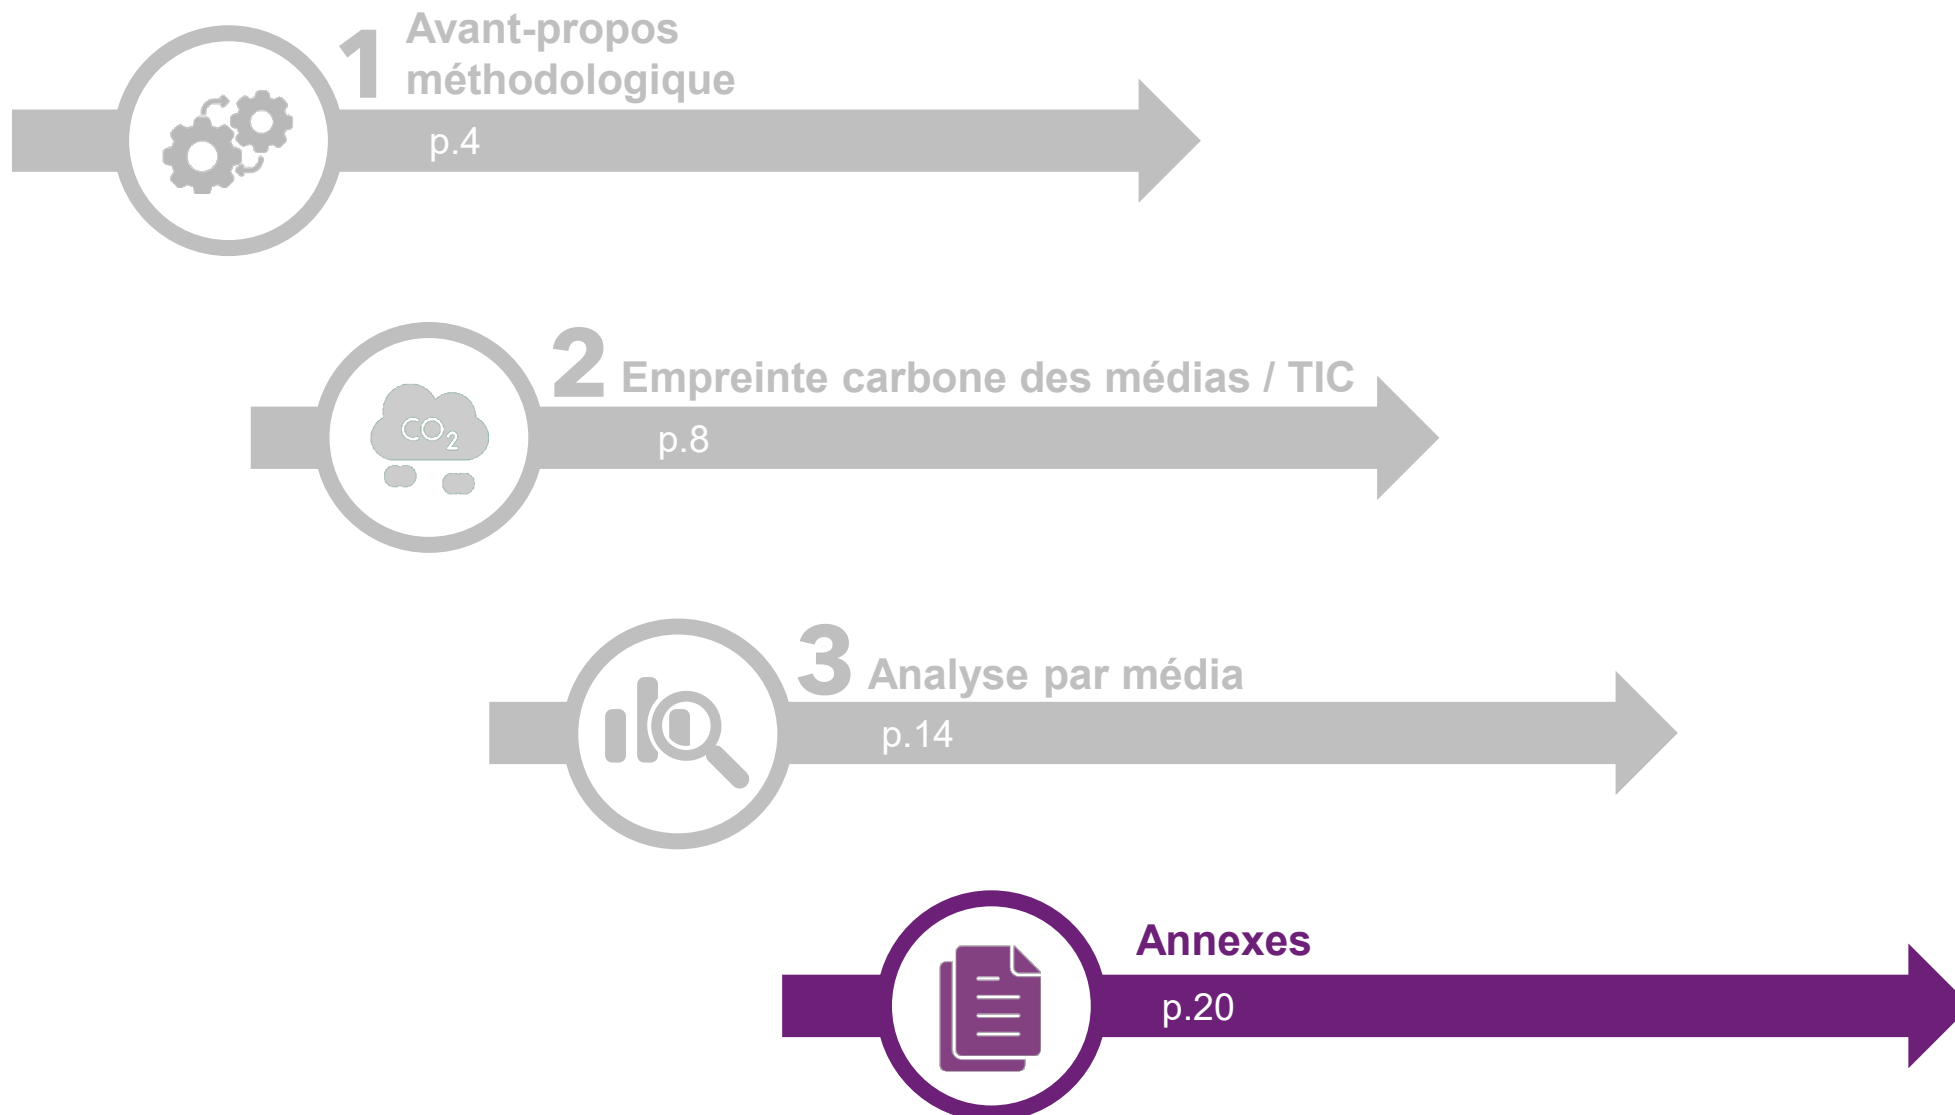 1
Avant-propos
méthodologique
p.4
2
Empreinte carbone des médias / TIC
CO2
p.8
3
Analyse par média
p.14
Annexes
p.20